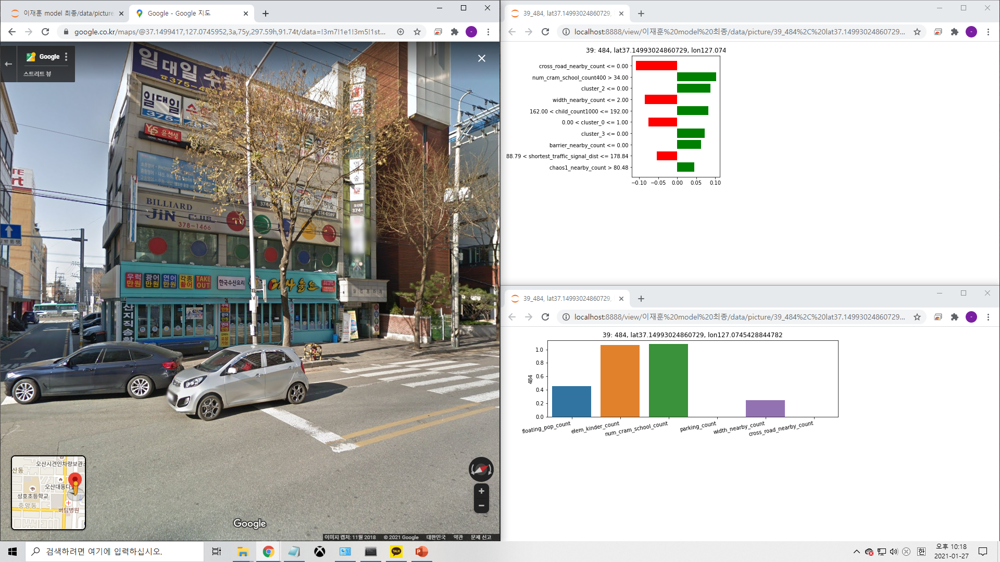 이재훈 model 최종/data/picture
Google - Google 지도
google.co.kr/maps/@37.1499417,127.0745952,3a,75y,297.59h,91.74t/data=!3m7!1e1!3m5!1st...
Google
스트리트 뷰
일대일 수
☎375-48
일대일
375-48
YES 윤선생
BILLIARD
JIN CLUB
378-1466
374-0589
374-
우럭 만원
광어 만원
연어 만원
각종 활어
TAKE OUT
한국수산요리
산지직송
오산시견인차량보관소
산동
오산대동다
성호초등학교
중앙동
버팀병원
Google
이미지 캡처: 11월 2018 © 2021 Google 대한민국 약관 문제 신고
39_484, lat37.14993024860729,
localhost:8888/view/이재훈%20model%20최종/data/picture/39_484%2C%20lat37.14993024860729...
39: 484, lat37.14993024860729, lon127.074
cross_road_nearby_count <= 0.00
num_cram_school_count400 > 34.00
cluster_2 <= 0.00
width_nearby_count <= 2.00
162.00 < child_count1000 <= 192.00
0.00 < cluster_0 <= 1.00
cluster_3 <= 0.00
barrier_nearby_count <= 0.00
88.79 < shortest_traffic_signal_dist <= 178.84
chaos1_nearby_count > 80.48
−0.10 −0.05 0.00 0.05 0.10
39_484, lat37.14993024860729,
localhost:8888/view/이재훈%20model%20최종/data/picture/39_484%2C%20lat37.14993024860729...
39: 484, lat37.14993024860729, lon127.0745428844782
1.0
0.8
0.6
0.4
0.2
0.0
484
floating_pop_count
elem_kinder_count
num_cram_school_count
parking_count
width_nearby_count
cross_road_nearby_count
검색하려면 여기에 입력하십시오.
TALK
한
오후 10:18
2021-01-27